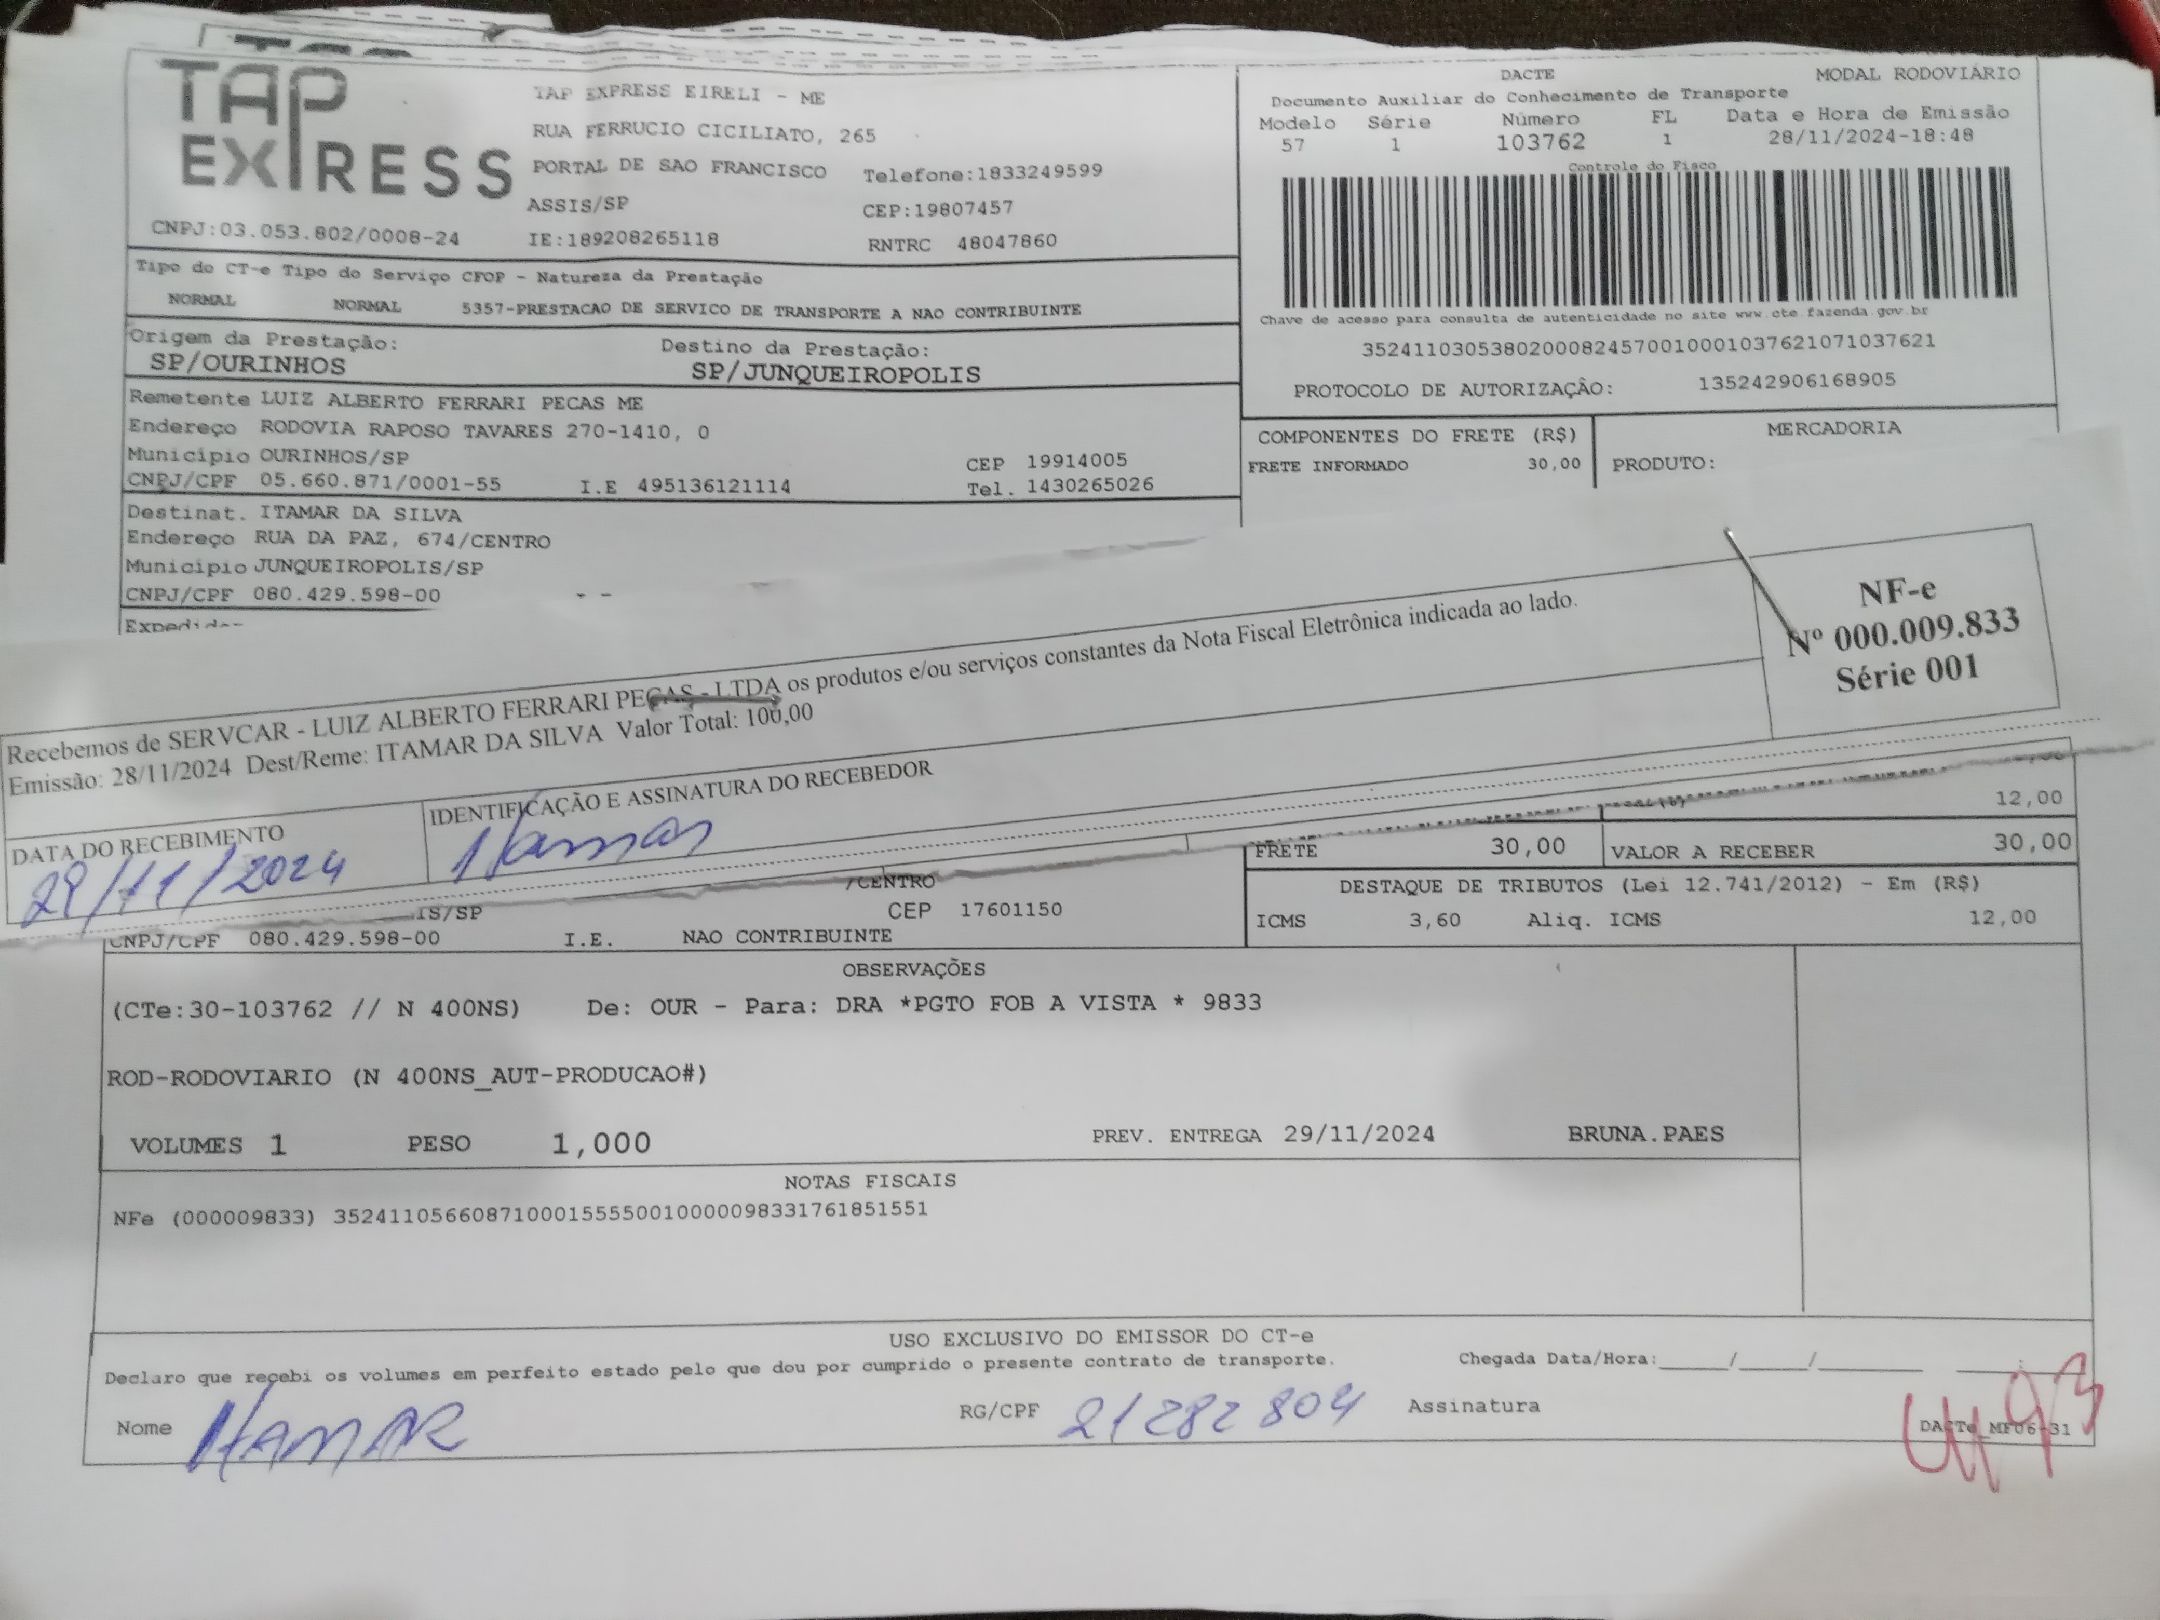 TAP
EXPRESS
CNPJ:03.053.802/0008-24
TAP EXPRESS EIRELI - ME
RUA FERRUCIO CICILIATO, 265
PORTAL DE SAO FRANCISCO Telefone:1833249599
ASSIS/SP CEP:19807457
IE:189208265118 RNTRC 48047860
DACTE MODAL RODOVIÁRIO
Documento Auxiliar do Conhecimento de Transporte
Modelo Série Número FL Data e Hora de Emissão
57 1 103762 1 28/11/2024-18:48
Controle do Fisco
Chave de acesso para consulta de autenticidade no site www.cte.fazenda.gov.br
35241103053802000824570010001037621071037621
PROTOCOLO DE AUTORIZAÇÂO: 135242906168905
Tipo do CT-e Tipo do Serviço CFOP - Natureza da Prestação
NORMAL NORMAL 5357-PRESTACAO DE SERVICO DE TRANSPORTE A NAO CONTRIBUINTE
Origem da Prestação: Destino da Prestação:
SP/OURINHOS SP/JUNQUEIROPOLIS
Remetente LUIZ ALBERTO FERRARI PECAS ME
Endereço RODOVIA RAPOSO TAVARES 270-1410, 0
Município OURINHOS/SP CEP 19914005
CNPJ/CPF 05.660.871/0001-55 I.E 495136121114 Tel. 1430265026
COMPONENTES DO FRETE (R$) MERCADORIA
FRETE INFORMADO 30,00 PRODUTO:
Destinat. ITAMAR DA SILVA
Endereço RUA DA PAZ, 674/CENTRO
Município JUNQUEIROPOLIS/SP
CNPJ/CPF 080.429.598-00 - -
NF-e
Nº 000.009.833
Série 001
Recebemos de SERVCAR - LUIZ ALBERTO FERRARI PECAS - LTDA os produtos e/ou serviços constantes da Nota Fiscal Eletrônica indicada ao lado.
Emissão: 28/11/2024 Dest/Reme: ITAMAR DA SILVA Valor Total: 100,00
DATA DO RECEBIMENTO IDENTIFICAÇÃO E ASSINATURA DO RECEBEDOR
29/11/2024 Itamar
12,00
FRETE 30,00 VALOR A RECEBER 30,00
DESTAQUE DE TRIBUTOS (Lei 12.741/2012) - Em (R$)
ICMS 3,60 Aliq. ICMS 12,00
/CENTRO
IS/SP CEP 17601150
CNPJ/CPF 080.429.598-00 I.E. NAO CONTRIBUINTE
OBSERVAÇÕES
(CTe:30-103762 // N 400NS) De: OUR - Para: DRA *PGTO FOB A VISTA * 9833
ROD-RODOVIARIO (N 400NS_AUT-PRODUCAO#)
VOLUMES 1 PESO 1,000 PREV. ENTREGA 29/11/2024 BRUNA.PAES
NOTAS FISCAIS
NFe (000009833) 35241105660871000155550010000098331761851551
USO EXCLUSIVO DO EMISSOR DO CT-e
Declaro que recebi os volumes em perfeito estado pelo que dou por cumprido o presente contrato de transporte. Chegada Data/Hora:_____/_____/_______ ____:____
Nome ITAMAR RG/CPF 21282804 Assinatura
DACTe_MF06-31